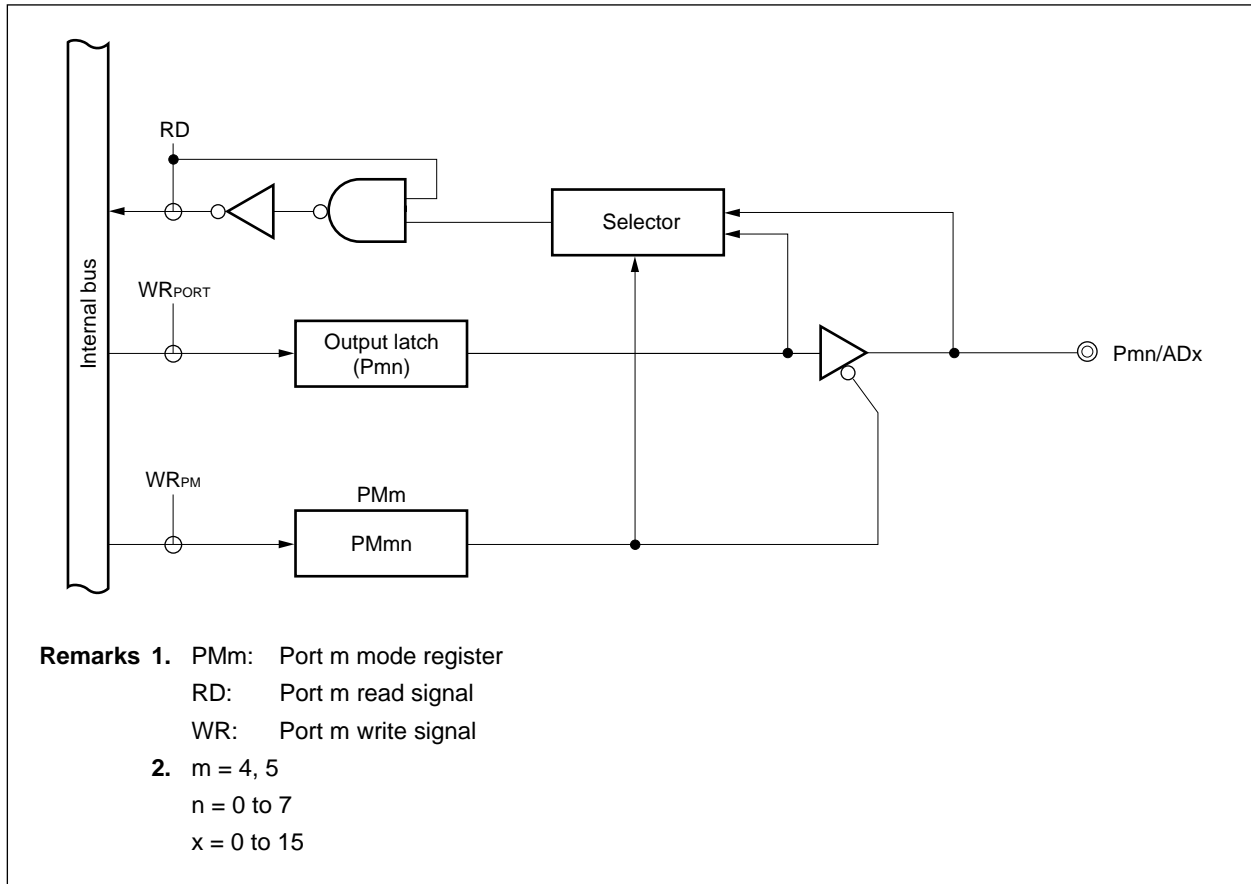 RD
Selector
Internal bus
WRPORT
Output latch
(Pmn)
Pmn/ADx
WRPM
PMm
PMmn
Remarks 1. PMm: Port m mode register
RD: Port m read signal
WR: Port m write signal
2. m = 4, 5
n = 0 to 7
x = 0 to 15